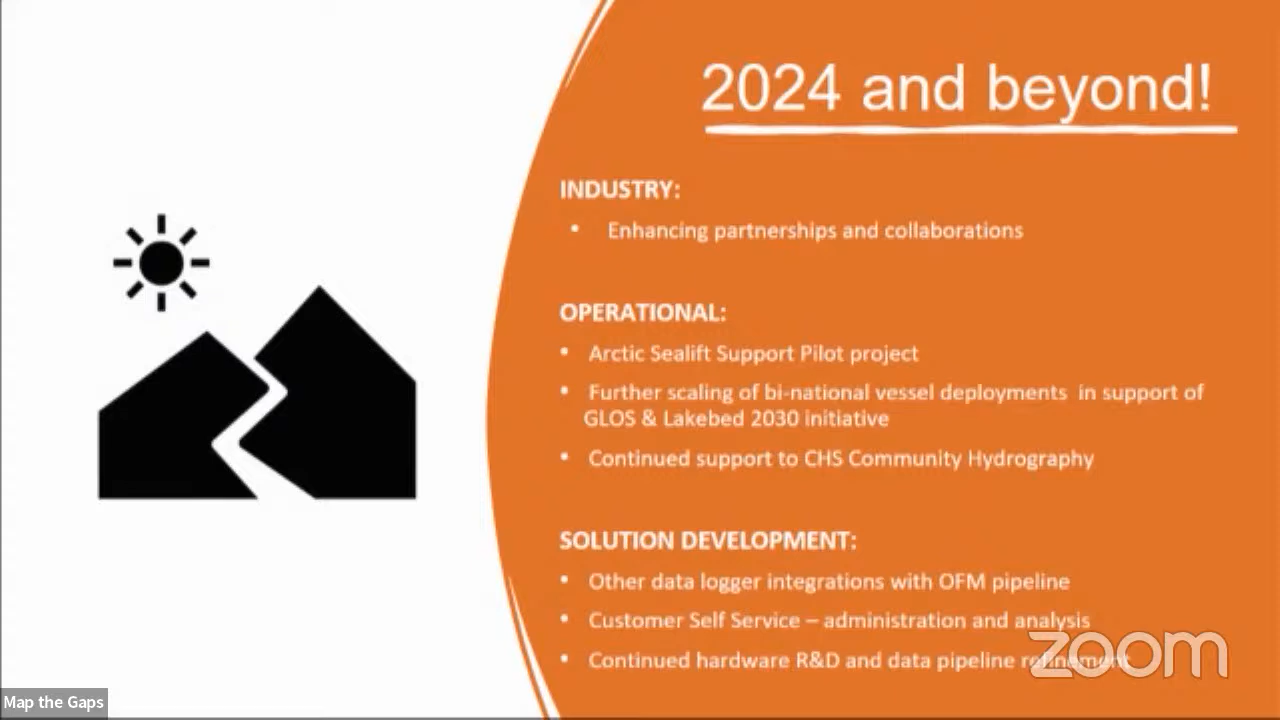 2024 and beyond!
INDUSTRY:
• Enhancing partnerships and collaborations
OPERATIONAL:
• Arctic Sealift Support Pilot project
• Further scaling of bi-national vessel deployments in support of
GLOS & Lakebed 2030 initiative
• Continued support to CHS Community Hydrography
SOLUTION DEVELOPMENT:
• Other data logger integrations with OFM pipeline
• Customer Self Service – administration and analysis
• Continued hardware R&D and data pipeline refinement
zoom
Map the Gaps